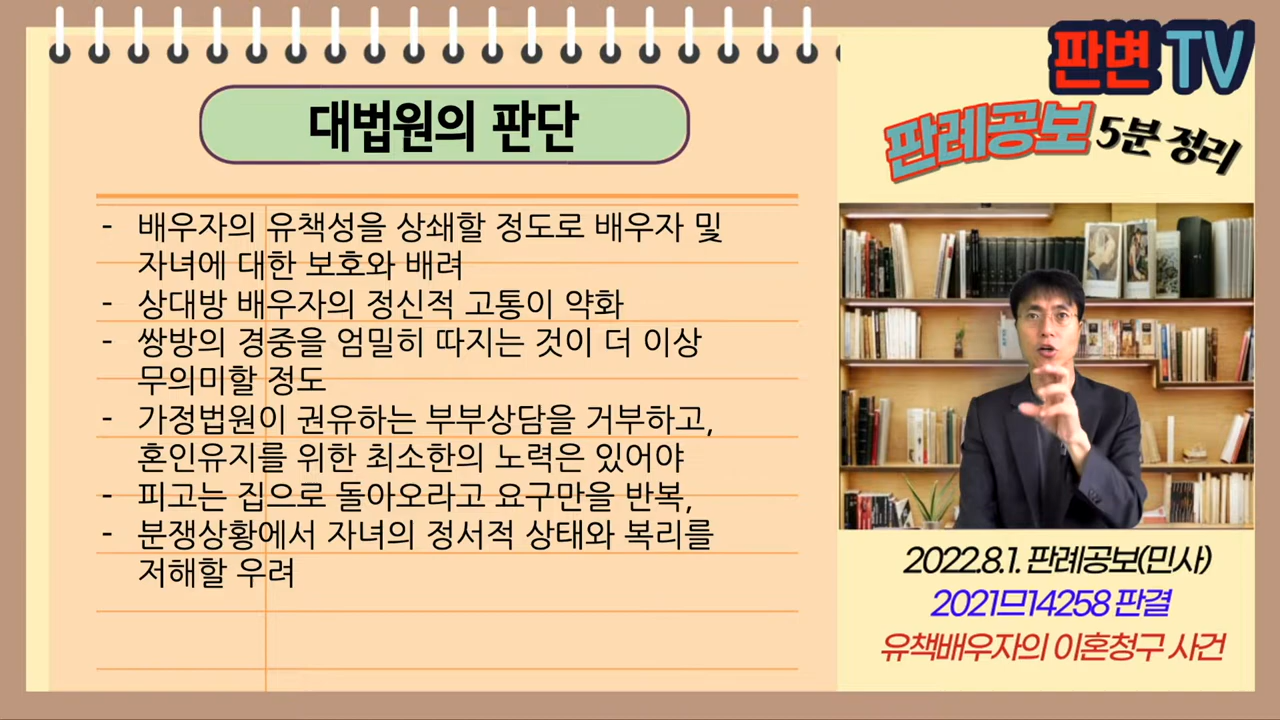 대법원의 판단
- 배우자의 유책성을 상쇄할 정도로 배우자 및
자녀에 대한 보호와 배려
- 상대방 배우자의 정신적 고통이 약화
- 쌍방의 경중을 엄밀히 따지는 것이 더 이상
무의미할 정도
- 가정법원이 권유하는 부부상담을 거부하고,
혼인유지를 위한 최소한의 노력은 있어야
- 피고는 집으로 돌아오라고 요구만을 반복,
- 분쟁상황에서 자녀의 정서적 상태와 복리를
저해할 우려
판변 TV
판례공보 5분 정리
2022.8.1. 판례공보(민사)
2021므14258 판결
유책배우자의 이혼청구 사건